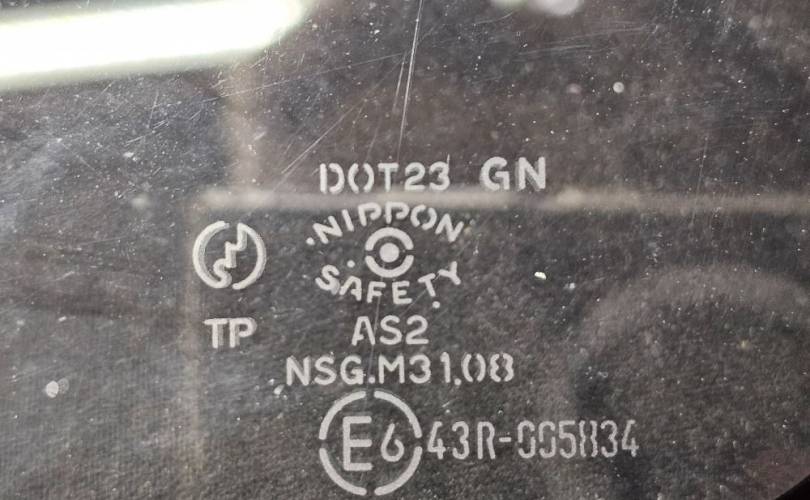 DOT23 GN
NIPPON
SAFETY
TP
AS2
NSG.M31.08
E6 43R-005834